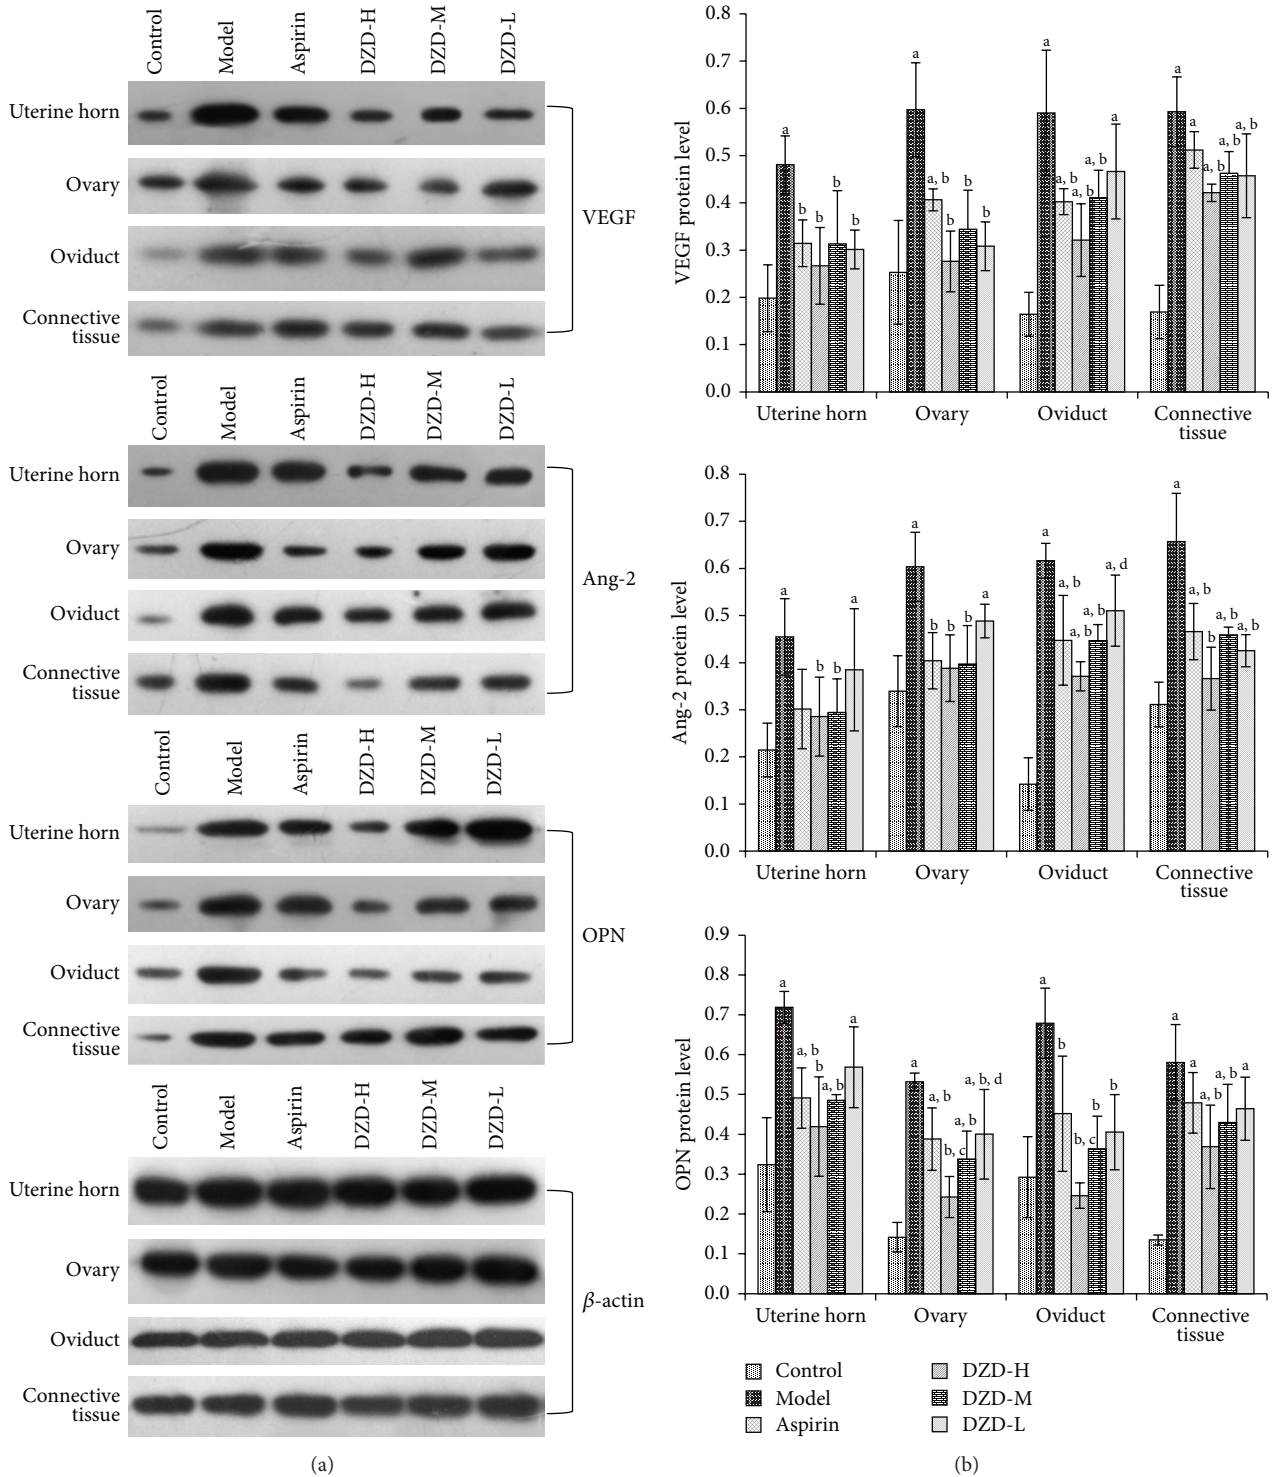 Control Model Aspirin DZD-H DZD-M DZD-L
Uterine horn
Ovary
Oviduct
Connective
tissue
VEGF
Control Model Aspirin DZD-H DZD-M DZD-L
Uterine horn
Ovary
Oviduct
Connective
tissue
Ang-2
Control Model Aspirin DZD-H DZD-M DZD-L
Uterine horn
Ovary
Oviduct
Connective
tissue
OPN
Control Model Aspirin DZD-H DZD-M DZD-L
Uterine horn
Ovary
Oviduct
Connective
tissue
β-actin
(a)
VEGF protein level
0.8
0.7
0.6
0.5
0.4
0.3
0.2
0.1
0.0
a b b b b
a a, b b b b
a a, b a, b a, b a
a a a, b a, b a, b
Uterine horn Ovary Oviduct Connective
tissue
Ang-2 protein level
0.8
0.7
0.6
0.5
0.4
0.3
0.2
0.1
0.0
a b b a
a b b b a
a a, b a, b a, b a, d
a a, b b a, b a, b
Uterine horn Ovary Oviduct Connective
tissue
OPN protein level
0.9
0.8
0.7
0.6
0.5
0.4
0.3
0.2
0.1
0.0
a a, b b a, b a
a a, b b, c a, b a, b, d
a b b, c b b
a a a, b a, b a
Uterine horn Ovary Oviduct Connective
tissue
Control
Model
Aspirin
DZD-H
DZD-M
DZD-L
(b)